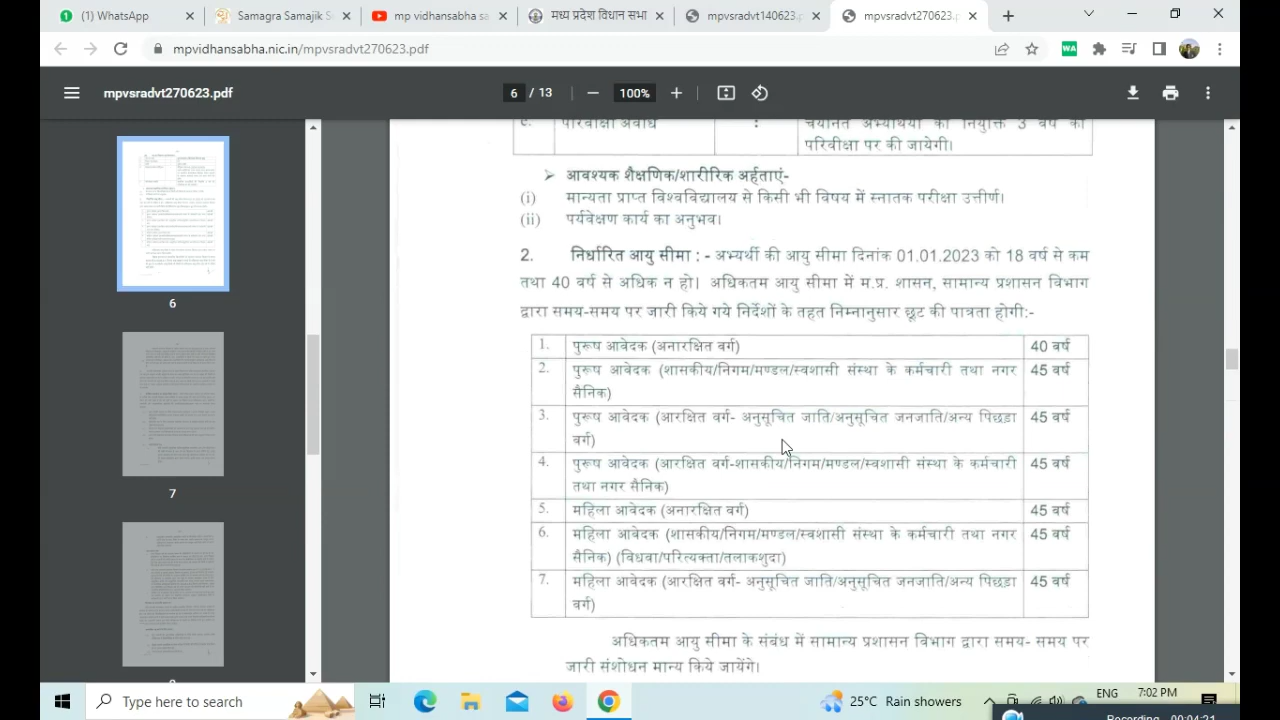 (1) WhatsApp
Samagra Samajik S
mp vidhansabha sa
मध्य प्रदेश विधान सभा
mpvsradvt140623.p
mpvsradvt270623.p
mpvidhansabha.nic.in/mpvsradvt270623.pdf
WA
mpvsradvt270623.pdf
6 / 13
100%
परिवीक्षा अवधि : चयनित अभ्यर्थियों की नियुक्ति 3 वर्ष की
परिवीक्षा पर की जायेगी।
आवश्यक शैक्षणिक/शारीरिक अर्हताएं-
(i) मान्यता प्राप्त विश्वविद्यालय से किसी भी विषय में स्नातक परीक्षा उत्तीर्ण।
(ii) पर्यवेक्षण कार्य का अनुभव।
2. निर्धारित आयु सीमा : - अभ्यर्थी की आयु सीमा दिनांक 01.01.2023 को 18 वर्ष से कम
तथा 40 वर्ष से अधिक न हो। अधिकतम आयु सीमा में म.प्र. शासन, सामान्य प्रशासन विभाग
द्वारा समय-समय पर जारी किये गये निर्देशों के तहत निम्नानुसार छूट की पात्रता होगी:-
1. पुरूष आवेदक (अनारक्षित वर्ग) 40 वर्ष
2. पुरूष आवेदक (शासकीय/निगम/मण्डल/स्वशासी संस्था के कर्मचारी तथा नगर 45 वर्ष
सैनिक)
3. पुरूष आवेदक (आरक्षित वर्ग- अनुसूचित जाति/अनुसूचित जनजाति/अन्य पिछड़ा 45 वर्ष
वर्ग)
4. पुरूष आवेदक (आरक्षित वर्ग-शासकीय/निगम/मण्डल/स्वशासी संस्था के कर्मचारी 45 वर्ष
तथा नगर सैनिक)
5. महिला आवेदक (अनारक्षित वर्ग) 45 वर्ष
6. महिला आवेदक (शासकीय/निगम/मण्डल/स्वशासी संस्था के कर्मचारी तथा नगर 45 वर्ष
सैनिक) (विधवा/परित्यक्ता/तलाकशुदा)
7. महिला आवेदक (आरक्षित वर्ग- अनुसूचित जाति/अनुसूचित जनजाति/अन्य पिछड़ा 45 वर्ष
वर्ग)
आयु सीमा के संबंध में सामान्य प्रशासन विभाग द्वारा समय- समय पर
जारी संशोधन मान्य किये जायेंगे।
6
7
Type here to search
25°C Rain showers
ENG
7:02 PM
Recording 00:04:21